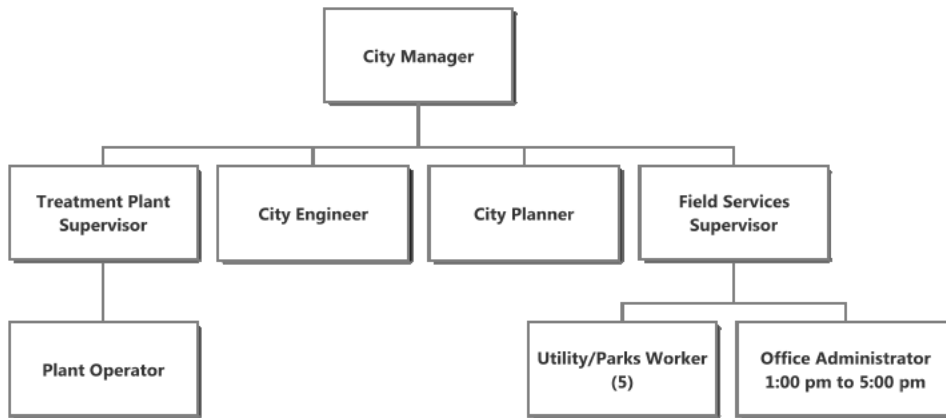 City Manager
Treatment Plant
Supervisor
City Engineer
City Planner
Field Services
Supervisor
Plant Operator
Utility/Parks Worker
(5)
Office Administrator
1:00 pm to 5:00 pm